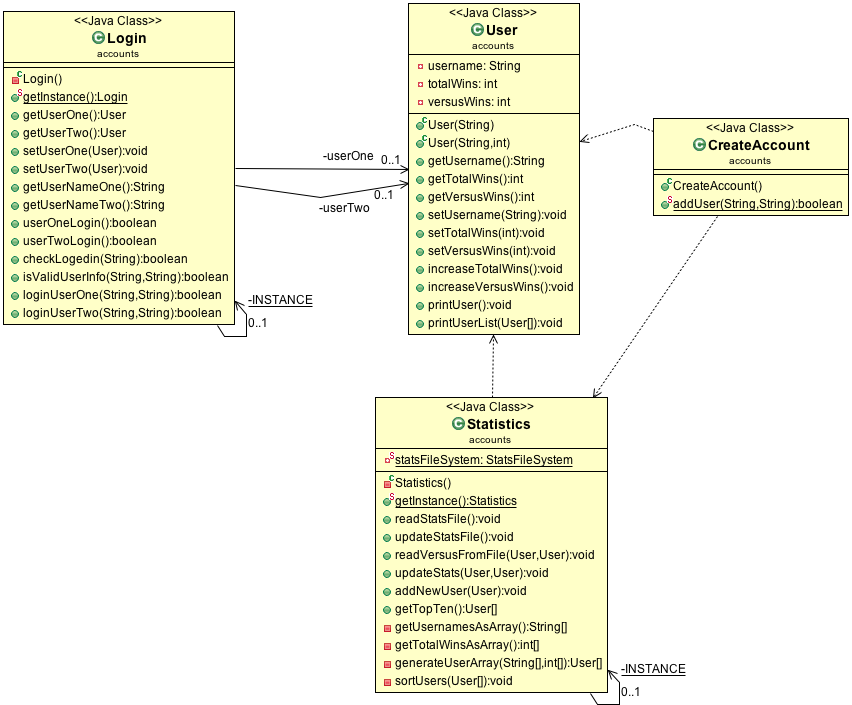 <<Java Class>>
Login
accounts
Login()
getInstance():Login
getUserOne():User
getUserTwo():User
setUserOne(User):void
setUserTwo(User):void
getUserNameOne():String
getUserNameTwo():String
userOneLogin():boolean
userTwoLogin():boolean
checkLogedin(String):boolean
isValidUserInfo(String,String):boolean
loginUserOne(String,String):boolean
loginUserTwo(String,String):boolean
-INSTANCE
0..1
-userOne
0..1
-userTwo
0..1
<<Java Class>>
User
accounts
username: String
totalWins: int
versusWins: int
User(String)
User(String,int)
getUsername():String
getTotalWins():int
getVersusWins():int
setUsername(String):void
setTotalWins(int):void
setVersusWins(int):void
increaseTotalWins():void
increaseVersusWins():void
printUser():void
printUserList(User[]):void
<<Java Class>>
CreateAccount
accounts
CreateAccount()
addUser(String,String):boolean
<<Java Class>>
Statistics
accounts
statsFileSystem: StatsFileSystem
Statistics()
getInstance():Statistics
readStatsFile():void
updateStatsFile():void
readVersusFromFile(User,User):void
updateStats(User,User):void
addNewUser(User):void
getTopTen():User[]
getUsernamesAsArray():String[]
getTotalWinsAsArray():int[]
generateUserArray(String[],int[]):User[]
sortUsers(User[]):void
-INSTANCE
0..1